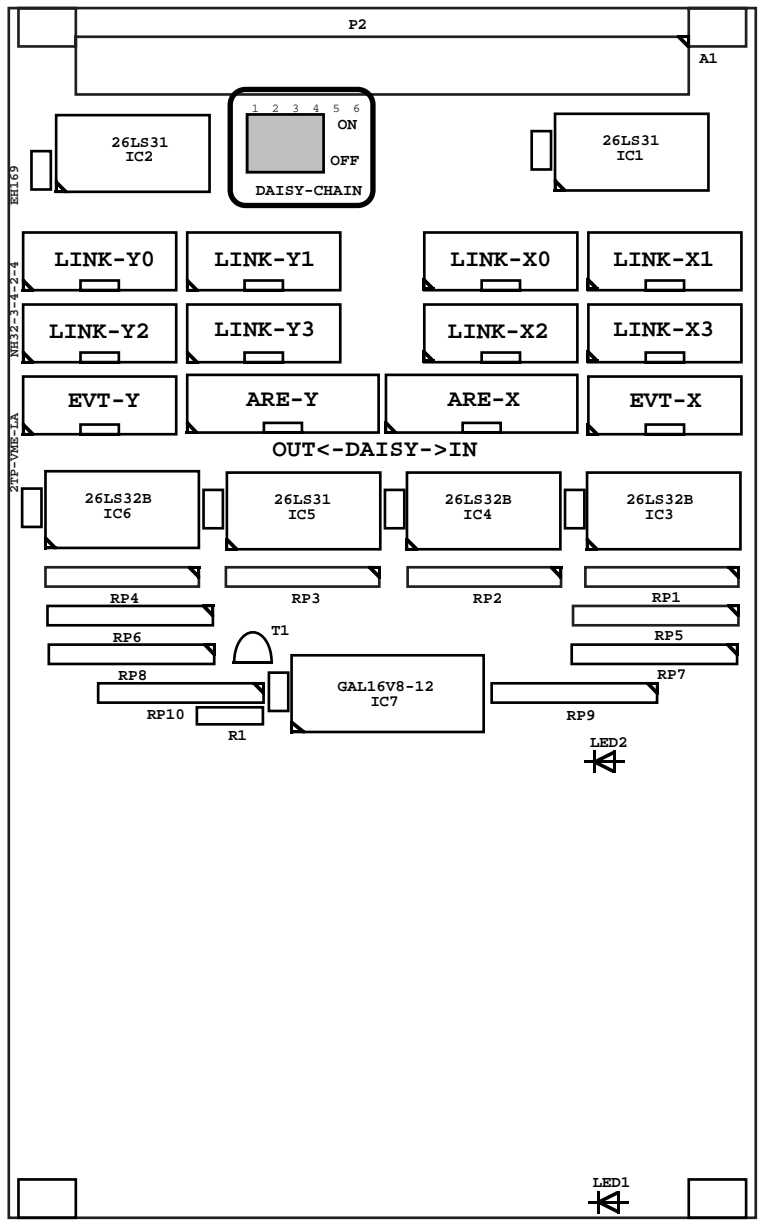 P2
A1
1 2 3 4 5 6
ON
OFF
DAISY-CHAIN
26LS31
IC2
26LS31
IC1
EH169
NH32-3-4-2-4
2TP-VME-LA
LINK-Y0
LINK-Y1
LINK-X0
LINK-X1
LINK-Y2
LINK-Y3
LINK-X2
LINK-X3
EVT-Y
ARE-Y
ARE-X
EVT-X
OUT<-DAISY->IN
26LS32B
IC6
26LS31
IC5
26LS32B
IC4
26LS32B
IC3
RP4
RP3
RP2
RP1
RP6
T1
RP5
RP8
RP7
GAL16V8-12
IC7
RP10
RP9
R1
LED2
LED1